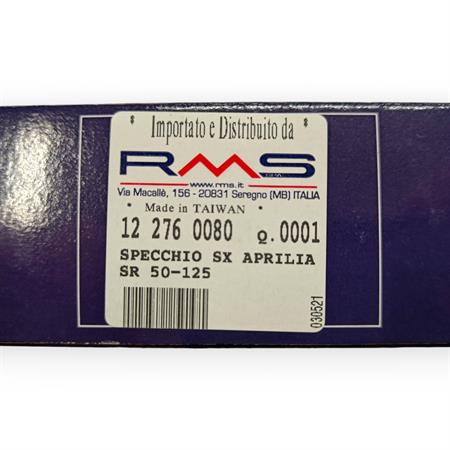 * Importato e Distribuito da *
RMS SPA
www.rms.it
Via Macallè, 156 - 20831 Seregno (MB) ITALIA
* Made in TAIWAN *
12 276 0080 Q.0001
SPECCHIO SX APRILIA
SR 50-125
030521